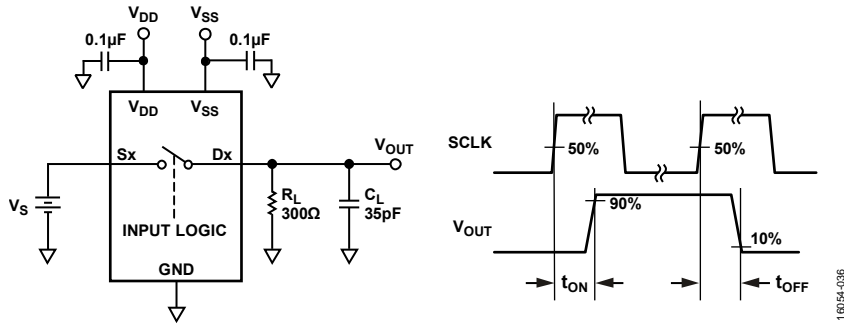 VDD
VSS
0.1µF
0.1µF
VDD
VSS
Sx
Dx
VOUT
VS
RL
300Ω
CL
35pF
INPUT LOGIC
GND
SCLK
50%
50%
VOUT
90%
10%
tON
tOFF
16054-036